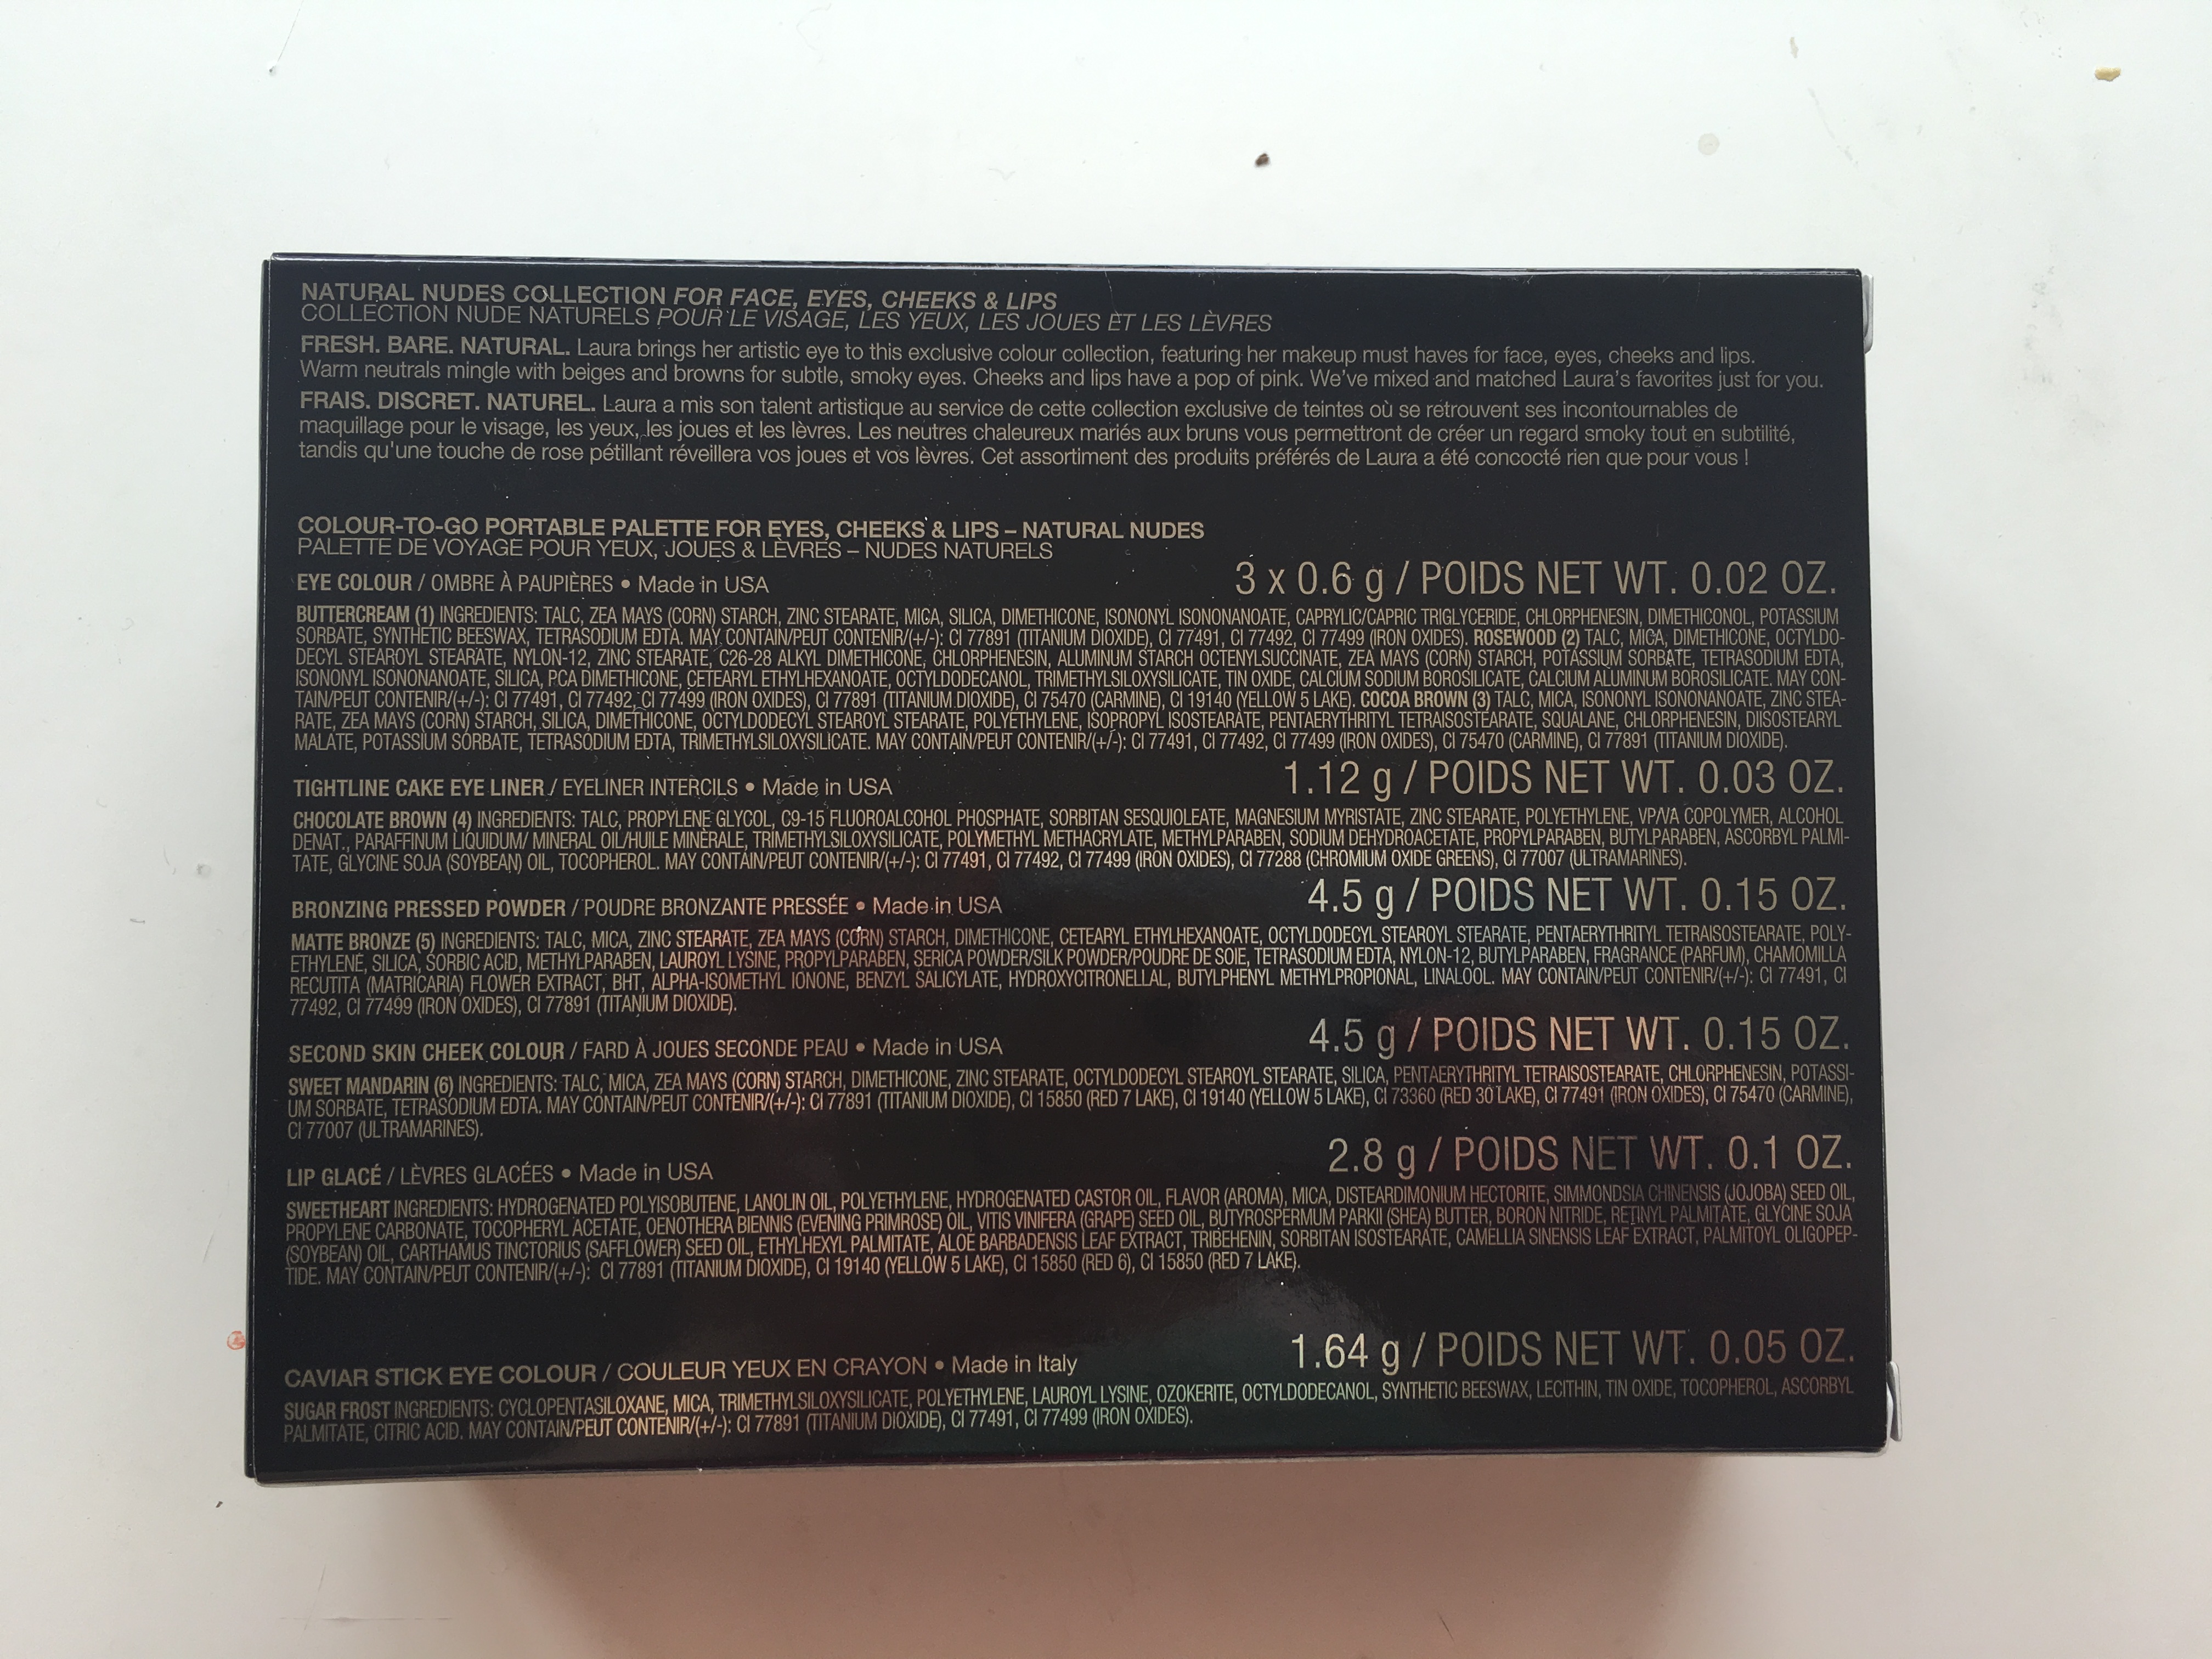 NATURAL NUDES COLLECTION FOR FACE, EYES, CHEEKS & LIPS
COLLECTION NUDE NATURELS POUR LE VISAGE, LES YEUX, LES JOUES ET LES LÈVRES
FRESH. BARE. NATURAL. Laura brings her artistic eye to this exclusive colour collection, featuring her makeup must haves for face, eyes, cheeks and lips.
Warm neutrals mingle with beiges and browns for subtle, smoky eyes. Cheeks and lips have a pop of pink. We've mixed and matched Laura's favorites just for you.
FRAIS. DISCRET. NATUREL. Laura a mis son talent artistique au service de cette collection exclusive de teintes où se retrouvent ses incontournables de
maquillage pour le visage, les yeux, les joues et les lèvres. Les neutres chaleureux mariés aux bruns vous permettront de créer un regard smoky tout en subtilité,
tandis qu'une touche de rose pétillant réveillera vos joues et vos lèvres. Cet assortiment des produits préférés de Laura a été concocté rien que pour vous !
COLOUR-TO-GO PORTABLE PALETTE FOR EYES, CHEEKS & LIPS – NATURAL NUDES
PALETTE DE VOYAGE POUR YEUX, JOUES & LÈVRES – NUDES NATURELS
EYE COLOUR / OMBRE À PAUPIÈRES • Made in USA 3 x 0.6 g / POIDS NET WT. 0.02 OZ.
BUTTERCREAM (1) INGREDIENTS: TALC, ZEA MAYS (CORN) STARCH, ZINC STEARATE, MICA, SILICA, DIMETHICONE, ISONONYL ISONONANOATE, CAPRYLIC/CAPRIC TRIGLYCERIDE, CHLORPHENESIN, DIMETHICONOL, POTASSIUM
SORBATE, SYNTHETIC BEESWAX, TETRASODIUM EDTA. MAY CONTAIN/PEUT CONTENIR/(+/-): CI 77891 (TITANIUM DIOXIDE), CI 77491, CI 77492, CI 77499 (IRON OXIDES). ROSEWOOD (2) TALC, MICA, DIMETHICONE, OCTYLDO-
DECYL STEAROYL STEARATE, NYLON-12, ZINC STEARATE, C26-28 ALKYL DIMETHICONE, CHLORPHENESIN, ALUMINUM STARCH OCTENYLSUCCINATE, ZEA MAYS (CORN) STARCH, POTASSIUM SORBATE, TETRASODIUM EDTA,
ISONONYL ISONONANOATE, SILICA, PCA DIMETHICONE, CETEARYL ETHYLHEXANOATE, OCTYLDODECANOL, TRIMETHYLSILOXYSILICATE, TIN OXIDE, CALCIUM SODIUM BOROSILICATE, CALCIUM ALUMINUM BOROSILICATE. MAY CON-
TAIN/PEUT CONTENIR/(+/-): CI 77491, CI 77492, CI 77499 (IRON OXIDES), CI 77891 (TITANIUM DIOXIDE), CI 75470 (CARMINE), CI 19140 (YELLOW 5 LAKE). COCOA BROWN (3) TALC, MICA, ISONONYL ISONONANOATE, ZINC STEA-
RATE, ZEA MAYS (CORN) STARCH, SILICA, DIMETHICONE, OCTYLDODECYL STEAROYL STEARATE, POLYETHYLENE, ISOPROPYL ISOSTEARATE, PENTAERYTHRITYL TETRAISOSTEARATE, SQUALANE, CHLORPHENESIN, DIISOSTEARYL
MALATE, POTASSIUM SORBATE, TETRASODIUM EDTA, TRIMETHYLSILOXYSILICATE. MAY CONTAIN/PEUT CONTENIR/(+/-): CI 77491, CI 77492, CI 77499 (IRON OXIDES), CI 75470 (CARMINE), CI 77891 (TITANIUM DIOXIDE).
TIGHTLINE CAKE EYE LINER / EYELINER INTERCILS • Made in USA 1.12 g / POIDS NET WT. 0.03 OZ.
CHOCOLATE BROWN (4) INGREDIENTS: TALC, PROPYLENE GLYCOL, C9-15 FLUOROALCOHOL PHOSPHATE, SORBITAN SESQUIOLEATE, MAGNESIUM MYRISTATE, ZINC STEARATE, POLYETHYLENE, VP/VA COPOLYMER, ALCOHOL
DENAT., PARAFFINUM LIQUIDUM/ MINERAL OIL/HUILE MINÈRALE, TRIMETHYLSILOXYSILICATE, POLYMETHYL METHACRYLATE, METHYLPARABEN, SODIUM DEHYDROACETATE, PROPYLPARABEN, BUTYLPARABEN, ASCORBYL PALMI-
TATE, GLYCINE SOJA (SOYBEAN) OIL, TOCOPHEROL. MAY CONTAIN/PEUT CONTENIR/(+/-): CI 77491, CI 77492, CI 77499 (IRON OXIDES), CI 77288 (CHROMIUM OXIDE GREENS), CI 77007 (ULTRAMARINES).
BRONZING PRESSED POWDER / POUDRE BRONZANTE PRESSÉE • Made in USA 4.5 g / POIDS NET WT. 0.15 OZ.
MATTE BRONZE (5) INGREDIENTS: TALC, MICA, ZINC STEARATE, ZEA MAYS (CORN) STARCH, DIMETHICONE, CETEARYL ETHYLHEXANOATE, OCTYLDODECYL STEAROYL STEARATE, PENTAERYTHRITYL TETRAISOSTEARATE, POLY-
ETHYLENE, SILICA, SORBIC ACID, METHYLPARABEN, LAUROYL LYSINE, PROPYLPARABEN, SERICA POWDER/SILK POWDER/POUDRE DE SOIE, TETRASODIUM EDTA, NYLON-12, BUTYLPARABEN, FRAGRANCE (PARFUM), CHAMOMILLA
RECUTITA (MATRICARIA) FLOWER EXTRACT, BHT, ALPHA-ISOMETHYL IONONE, BENZYL SALICYLATE, HYDROXYCITRONELLAL, BUTYLPHENYL METHYLPROPIONAL, LINALOOL. MAY CONTAIN/PEUT CONTENIR/(+/-): CI 77491, CI
77492, CI 77499 (IRON OXIDES), CI 77891 (TITANIUM DIOXIDE).
SECOND SKIN CHEEK COLOUR / FARD À JOUES SECONDE PEAU • Made in USA 4.5 g / POIDS NET WT. 0.15 OZ.
SWEET MANDARIN (6) INGREDIENTS: TALC, MICA, ZEA MAYS (CORN) STARCH, DIMETHICONE, ZINC STEARATE, OCTYLDODECYL STEAROYL STEARATE, SILICA, PENTAERYTHRITYL TETRAISOSTEARATE, CHLORPHENESIN, POTASSI-
UM SORBATE, TETRASODIUM EDTA. MAY CONTAIN/PEUT CONTENIR/(+/-): CI 77891 (TITANIUM DIOXIDE), CI 15850 (RED 7 LAKE), CI 19140 (YELLOW 5 LAKE), CI 73360 (RED 30 LAKE), CI 77491 (IRON OXIDES), CI 75470 (CARMINE),
CI 77007 (ULTRAMARINES).
LIP GLACÉ / LÈVRES GLACÉES • Made in USA 2.8 g / POIDS NET WT. 0.1 OZ.
SWEETHEART INGREDIENTS: HYDROGENATED POLYISOBUTENE, LANOLIN OIL, POLYETHYLENE, HYDROGENATED CASTOR OIL, FLAVOR (AROMA), MICA, DISTEARDIMONIUM HECTORITE, SIMMONDSIA CHINENSIS (JOJOBA) SEED OIL,
PROPYLENE CARBONATE, TOCOPHERYL ACETATE, OENOTHERA BIENNIS (EVENING PRIMROSE) OIL, VITIS VINIFERA (GRAPE) SEED OIL, BUTYROSPERMUM PARKII (SHEA) BUTTER, BORON NITRIDE, RETINYL PALMITATE, GLYCINE SOJA
(SOYBEAN) OIL, CARTHAMUS TINCTORIUS (SAFFLOWER) SEED OIL, ETHYLHEXYL PALMITATE, ALOE BARBADENSIS LEAF EXTRACT, TRIBEHENIN, SORBITAN ISOSTEARATE, CAMELLIA SINENSIS LEAF EXTRACT, PALMITOYL OLIGOPEP-
TIDE. MAY CONTAIN/PEUT CONTENIR/(+/-): CI 77891 (TITANIUM DIOXIDE), CI 19140 (YELLOW 5 LAKE), CI 15850 (RED 6), CI 15850 (RED 7 LAKE).
CAVIAR STICK EYE COLOUR / COULEUR YEUX EN CRAYON • Made in Italy 1.64 g / POIDS NET WT. 0.05 OZ.
SUGAR FROST INGREDIENTS: CYCLOPENTASILOXANE, MICA, TRIMETHYLSILOXYSILICATE, POLYETHYLENE, LAUROYL LYSINE, OZOKERITE, OCTYLDODECANOL, SYNTHETIC BEESWAX, LECITHIN, TIN OXIDE, TOCOPHEROL, ASCORBYL
PALMITATE, CITRIC ACID. MAY CONTAIN/PEUT CONTENIR/(+/-): CI 77891 (TITANIUM DIOXIDE), CI 77491, CI 77499 (IRON OXIDES).